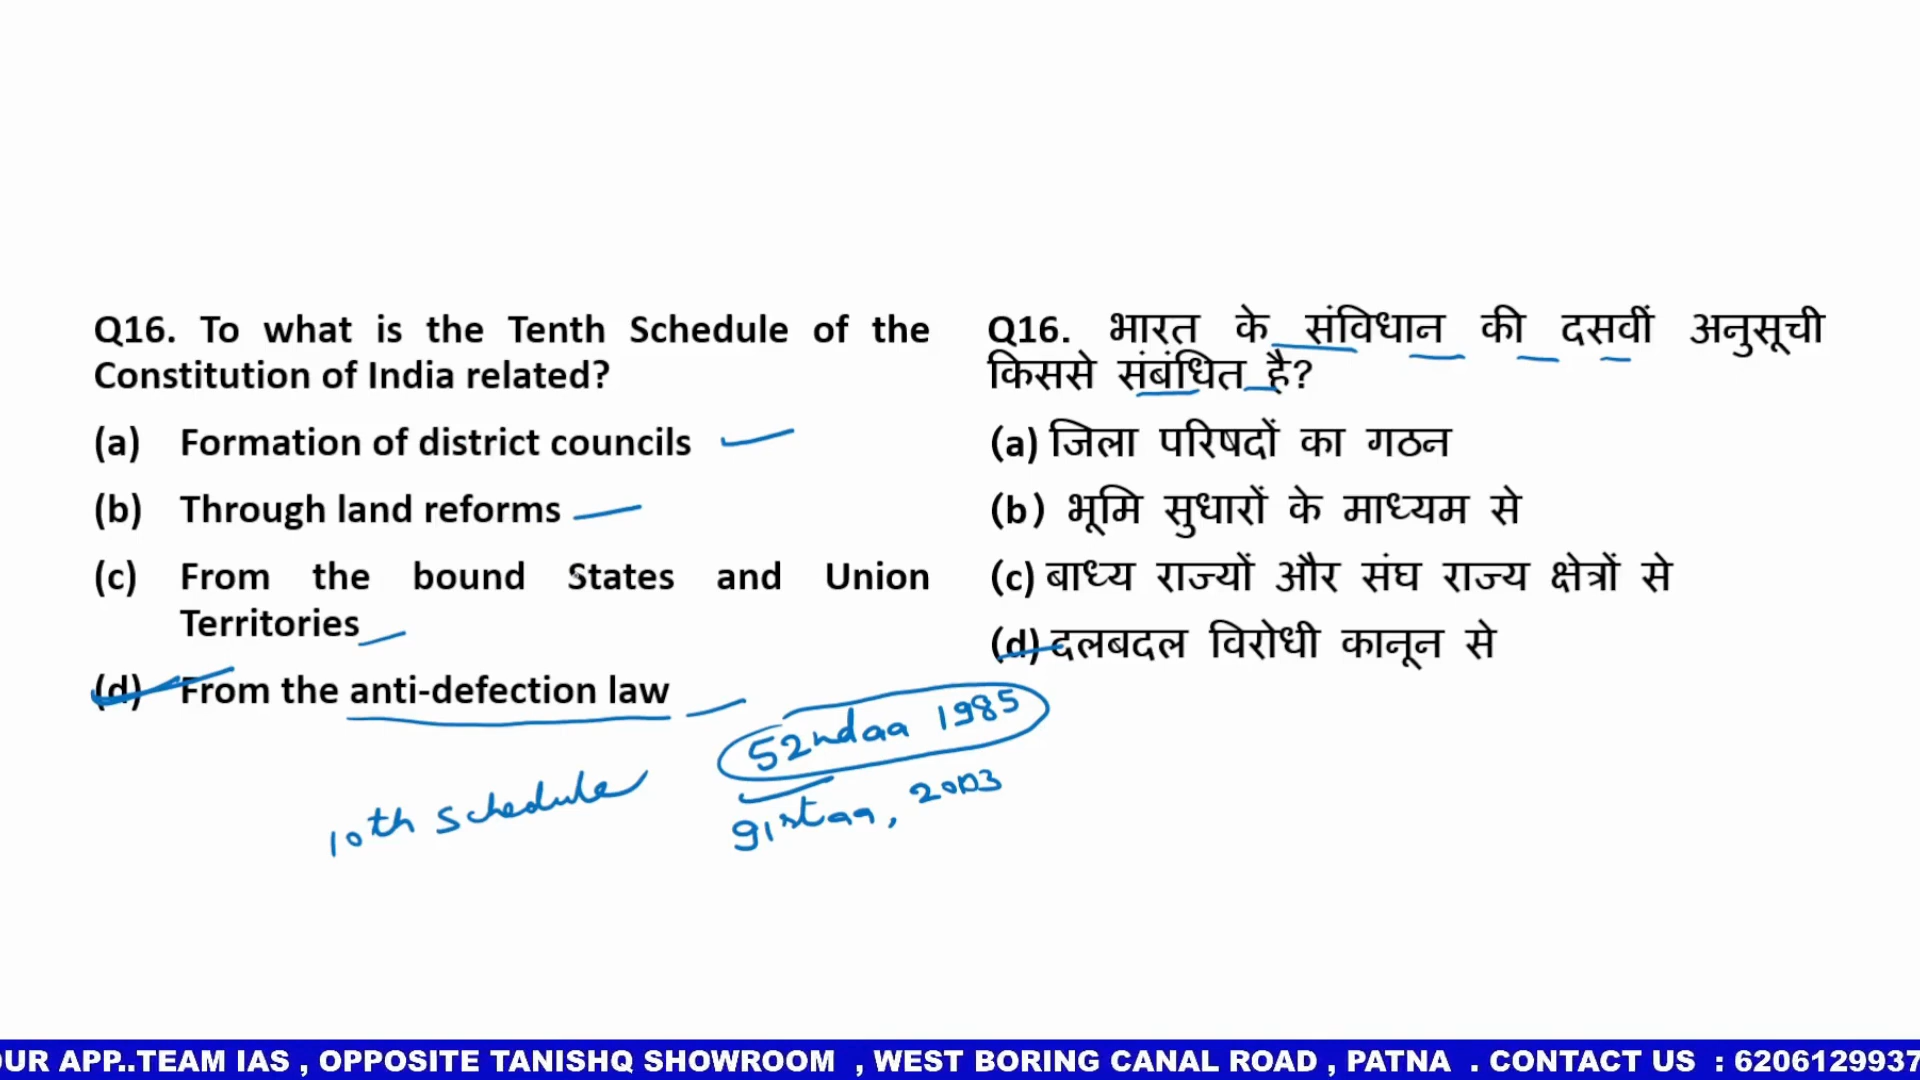 Q16. To what is the Tenth Schedule of the
Constitution of India related?
(a) Formation of district councils
(b) Through land reforms
(c) From the bound States and Union
Territories
(d) From the anti-defection law
Q16. भारत के संविधान की दसवीं अनुसूची
किससे संबंधित है?
(a) जिला परिषदों का गठन
(b) भूमि सुधारों के माध्यम से
(c) बाध्य राज्यों और संघ राज्य क्षेत्रों से
(d) दलबदल विरोधी कानून से
52ndaa 1985
10th Schedule
91staa, 2003
OUR APP..TEAM IAS , OPPOSITE TANISHQ SHOWROOM , WEST BORING CANAL ROAD , PATNA . CONTACT US : 6206129937